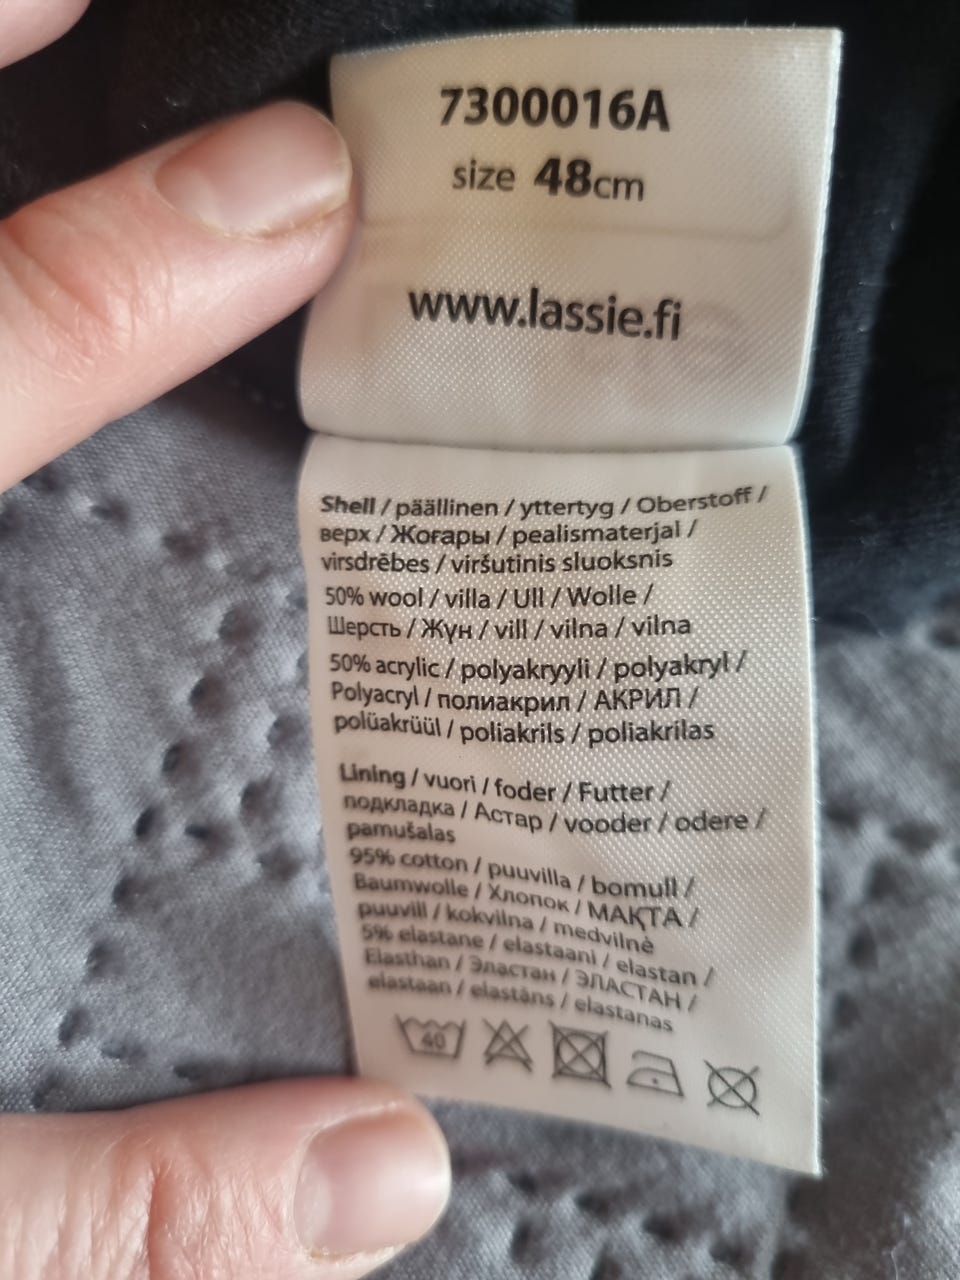 7300016A
size 48cm
www.lassie.fi
Shell / päällinen / yttertyg / Oberstoff /
верх / Жоғары / pealismaterjal /
virsdrēbes / viršutinis sluoksnis
50% wool / villa / Ull / Wolle /
Шерсть / Жүн / vill / vilna / vilna
50% acrylic / polyakryyli / polyakryl /
Polyacryl / полиакрил / АКРИЛ /
polüakrüül / poliakrils / poliakrilas
Lining / vuori / foder / Futter /
подкладка / Астар / vooder / odere /
pamušalas
95% cotton / puuvilla / bomull /
Baumwolle / Хлопок / МАҚТА /
puuvill / kokvilna / medvilnė
5% elastane / elastaani / elastan /
Elasthan / Эластан / ЭЛАСТАН /
elastaan / elastāns / elastanas
40